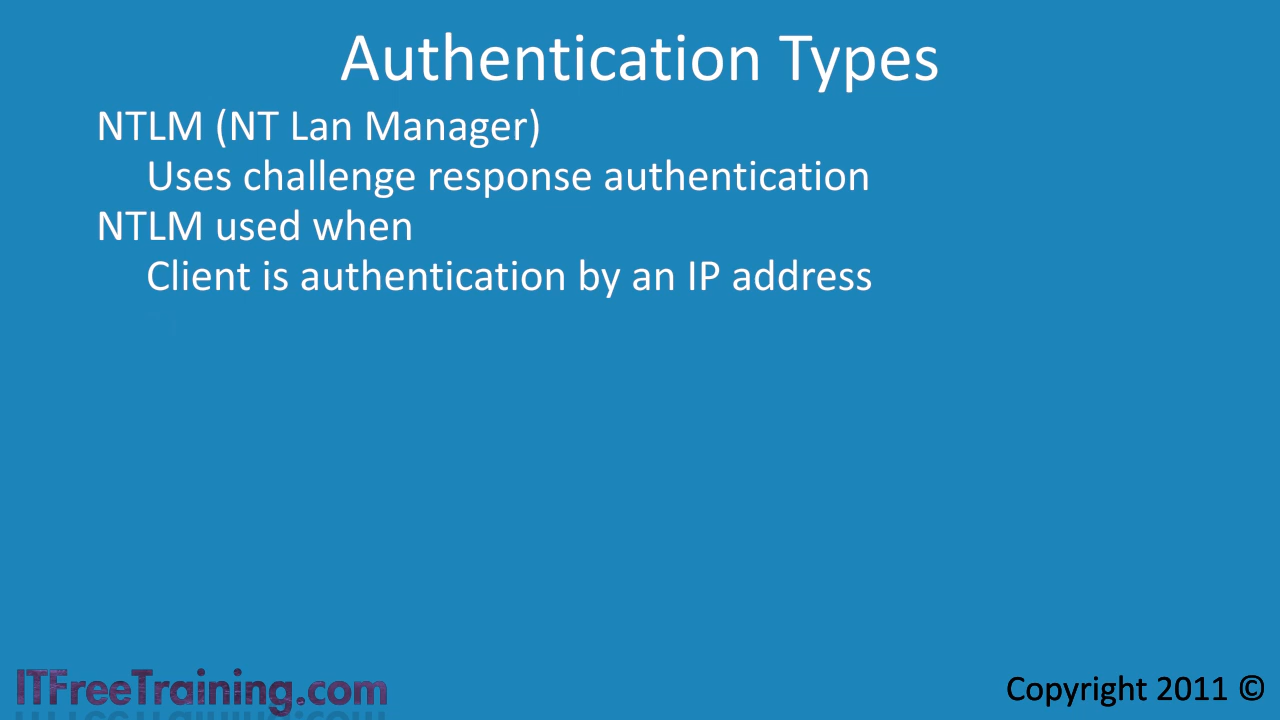 Authentication Types
NTLM (NT Lan Manager)
Uses challenge response authentication
NTLM used when
Client is authentication by an IP address
ITFreeTraining.com
Copyright 2011 ©